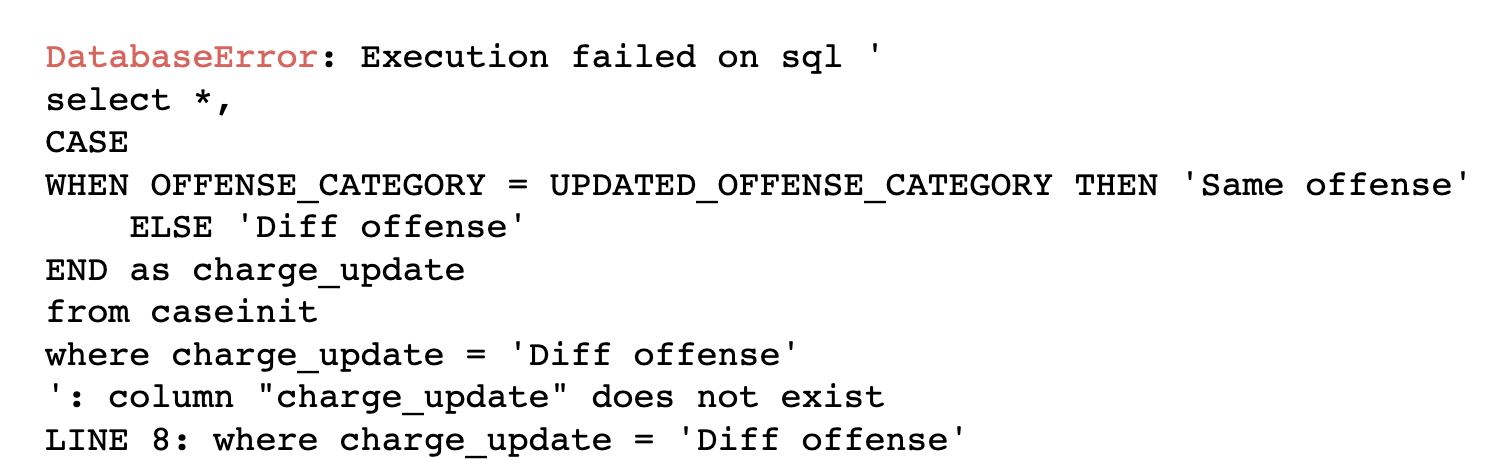 DatabaseError: Execution failed on sql '
select *,
CASE
WHEN OFFENSE_CATEGORY = UPDATED_OFFENSE_CATEGORY THEN 'Same offense'
    ELSE 'Diff offense'
END as charge_update
from caseinit
where charge_update = 'Diff offense'
': column "charge_update" does not exist
LINE 8: where charge_update = 'Diff offense'